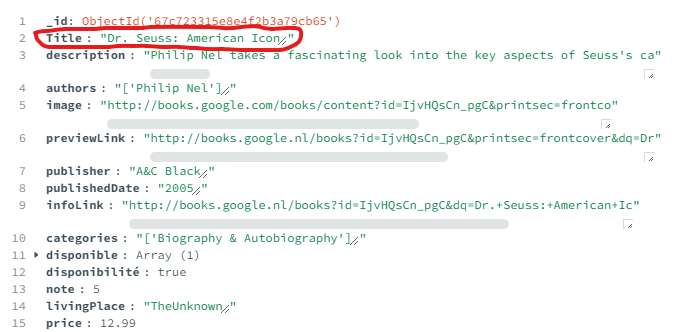 1 _id: ObjectId('67c723315e8e4f2b3a79cb65')
2 Title : "Dr. Seuss: American Icon"
3 description : "Philip Nel takes a fascinating look into the key aspects of Seuss's ca"
4 authors : "['Philip Nel']"
5 image : "http://books.google.com/books/content?id=IjvHQsCn_pgC&printsec=frontco"
6 previewLink : "http://books.google.nl/books?id=IjvHQsCn_pgC&printsec=frontcover&dq=Dr"
7 publisher : "A&C Black"
8 publishedDate : "2005"
9 infoLink : "http://books.google.nl/books?id=IjvHQsCn_pgC&dq=Dr.+Seuss:+American+Ic"
10 categories : "['Biography & Autobiography']"
11 disponible : Array (1)
12 disponibilité : true
13 note : 5
14 livingPlace : "TheUnknown"
15 price : 12.99